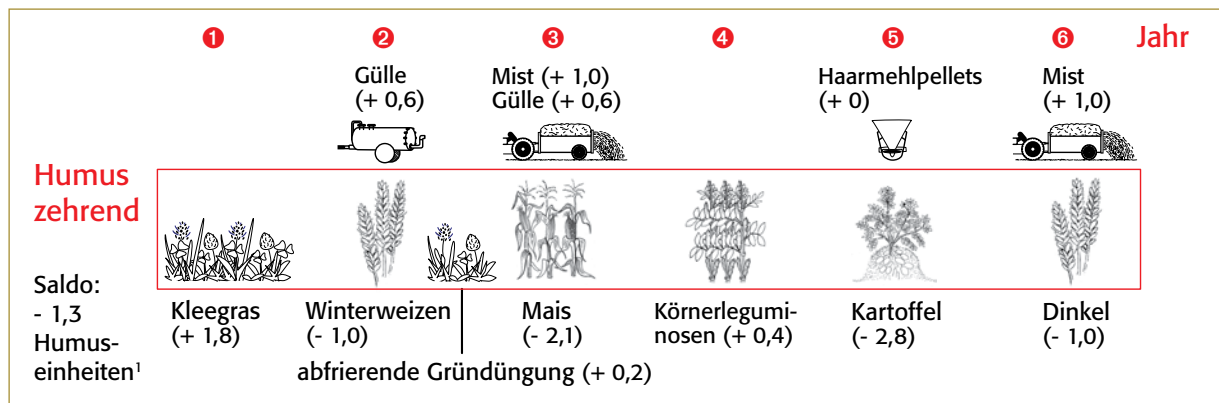 ❶ ❷ ❸ ❹ ❺ ❻ Jahr
Gülle
(+ 0,6)
Mist (+ 1,0)
Gülle (+ 0,6)
Haarmehlpellets
(+ 0)
Mist
(+ 1,0)
Humus
zehrend
Saldo:
- 1,3
Humus-
einheiten¹
Kleegras
(+ 1,8)
Winterweizen
(- 1,0)
abfrierende Gründüngung (+ 0,2)
Mais
(- 2,1)
Körnerlegumi-
nosen (+ 0,4)
Kartoffel
(- 2,8)
Dinkel
(- 1,0)